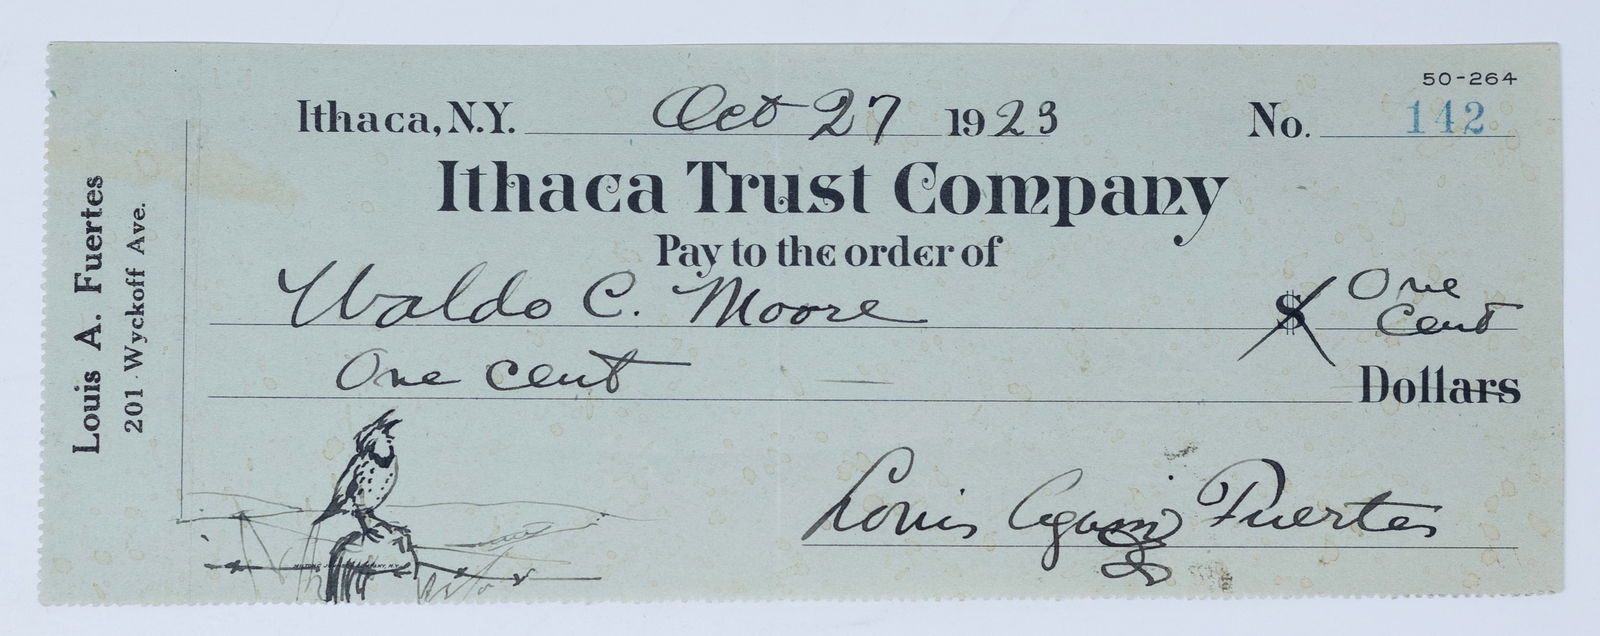 50-264
Ithaca, N.Y. Oct 27 1923 No. 142
Ithaca Trust Company
Pay to the order of
Waldo C. Moore $ One Cent
One cent Dollars
Louis Agassiz Fuertes
Louis A. Fuertes
201 Wyckoff Ave.